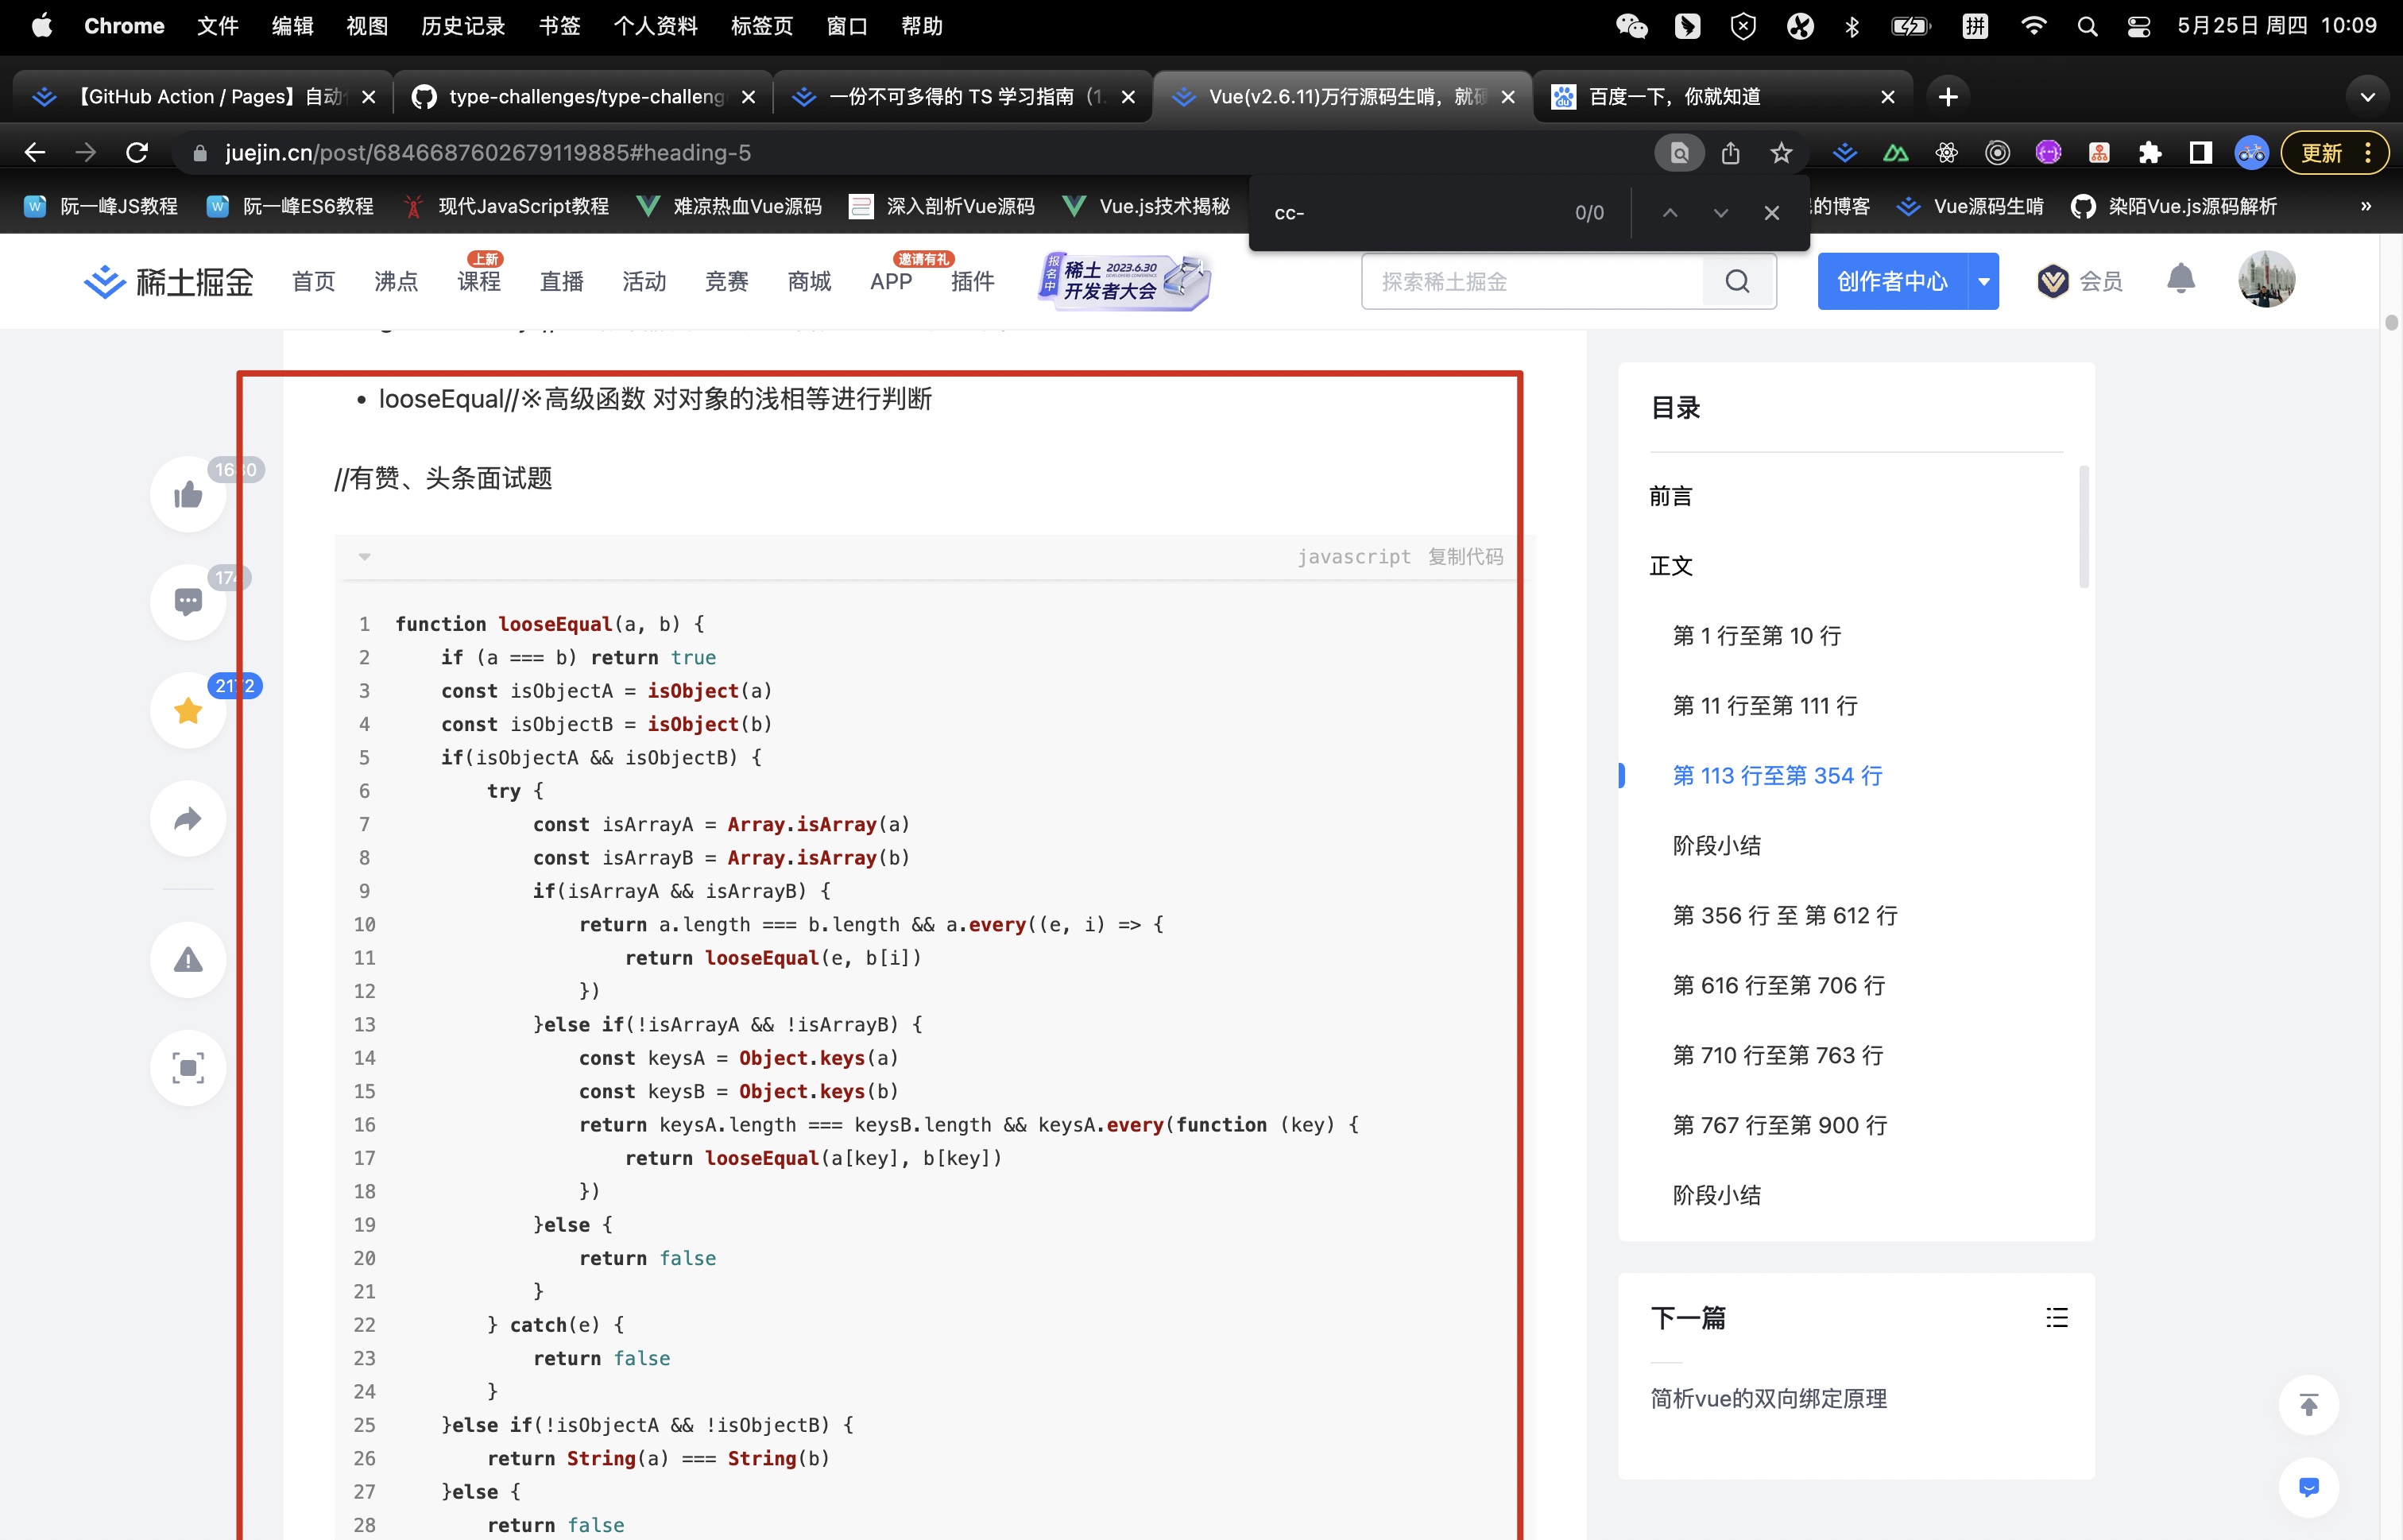 Chrome 文件 编辑 视图 历史记录 书签 个人资料 标签页 窗口 帮助 拼 5月25日 周四 10:09
【GitHub Action / Pages】自动 type-challenges/type-challeng 一份不可多得的 TS 学习指南（1. Vue(v2.6.11)万行源码生啃，就硬 百度一下，你就知道
juejin.cn/post/6846687602679119885#heading-5 更新
阮一峰JS教程 阮一峰ES6教程 现代JavaScript教程 难凉热血Vue源码 深入剖析Vue源码 Vue.js技术揭秘 的博客 Vue源码生啃 染陌Vue.js源码解析 »
cc- 0/0
稀土掘金 首页 沸点 课程 上新 直播 活动 竞赛 商城 APP 邀请有礼 插件 报名中 稀土 2023.6.30 开发者大会 探索稀土掘金 创作者中心 会员
• looseEqual//※高级函数 对对象的浅相等进行判断
//有赞、头条面试题
2172
javascript 复制代码
1 function looseEqual(a, b) {
2 if (a === b) return true
3 const isObjectA = isObject(a)
4 const isObjectB = isObject(b)
5 if(isObjectA && isObjectB) {
6 try {
7 const isArrayA = Array.isArray(a)
8 const isArrayB = Array.isArray(b)
9 if(isArrayA && isArrayB) {
10 return a.length === b.length && a.every((e, i) => {
11 return looseEqual(e, b[i])
12 })
13 }else if(!isArrayA && !isArrayB) {
14 const keysA = Object.keys(a)
15 const keysB = Object.keys(b)
16 return keysA.length === keysB.length && keysA.every(function (key) {
17 return looseEqual(a[key], b[key])
18 })
19 }else {
20 return false
21 }
22 } catch(e) {
23 return false
24 }
25 }else if(!isObjectA && !isObjectB) {
26 return String(a) === String(b)
27 }else {
28 return false
目录
前言
正文
第 1 行至第 10 行
第 11 行至第 111 行
第 113 行至第 354 行
阶段小结
第 356 行 至 第 612 行
第 616 行至第 706 行
第 710 行至第 763 行
第 767 行至第 900 行
阶段小结
下一篇
简析vue的双向绑定原理